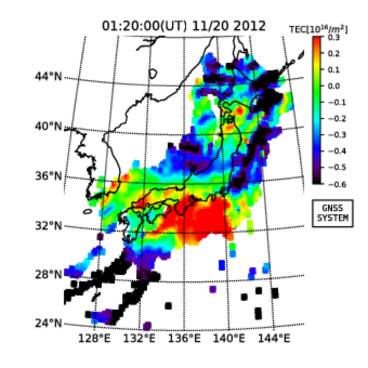 01:20:00(UT) 11/20 2012
TEC[10¹⁶/m²]
0.3
0.2
0.1
0.0
−0.1
−0.2
−0.3
−0.4
−0.5
−0.6
GNSS
SYSTEM
44°N
40°N
36°N
32°N
28°N
24°N
128°E 132°E 136°E 140°E 144°E